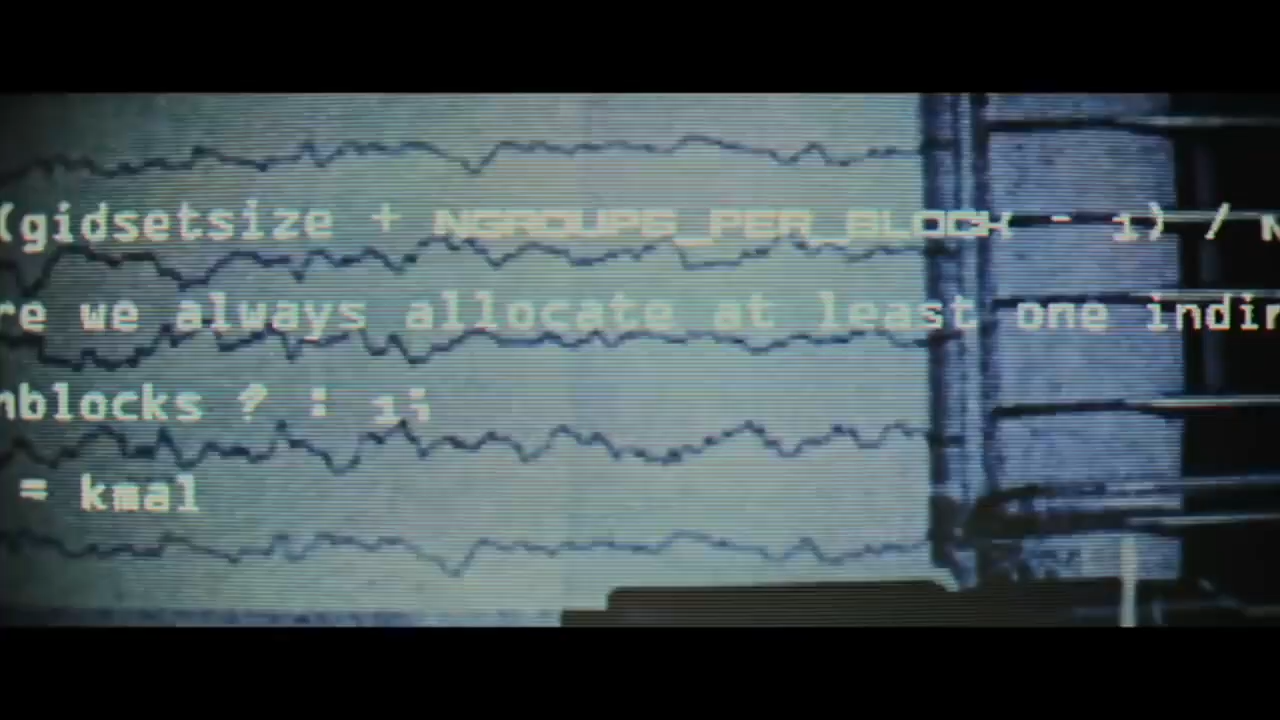 (gidsetsize + NGROUPS_PER_BLOCK - 1) / N
re we always allocate at least one indir
nblocks ? : 1;
= kmal